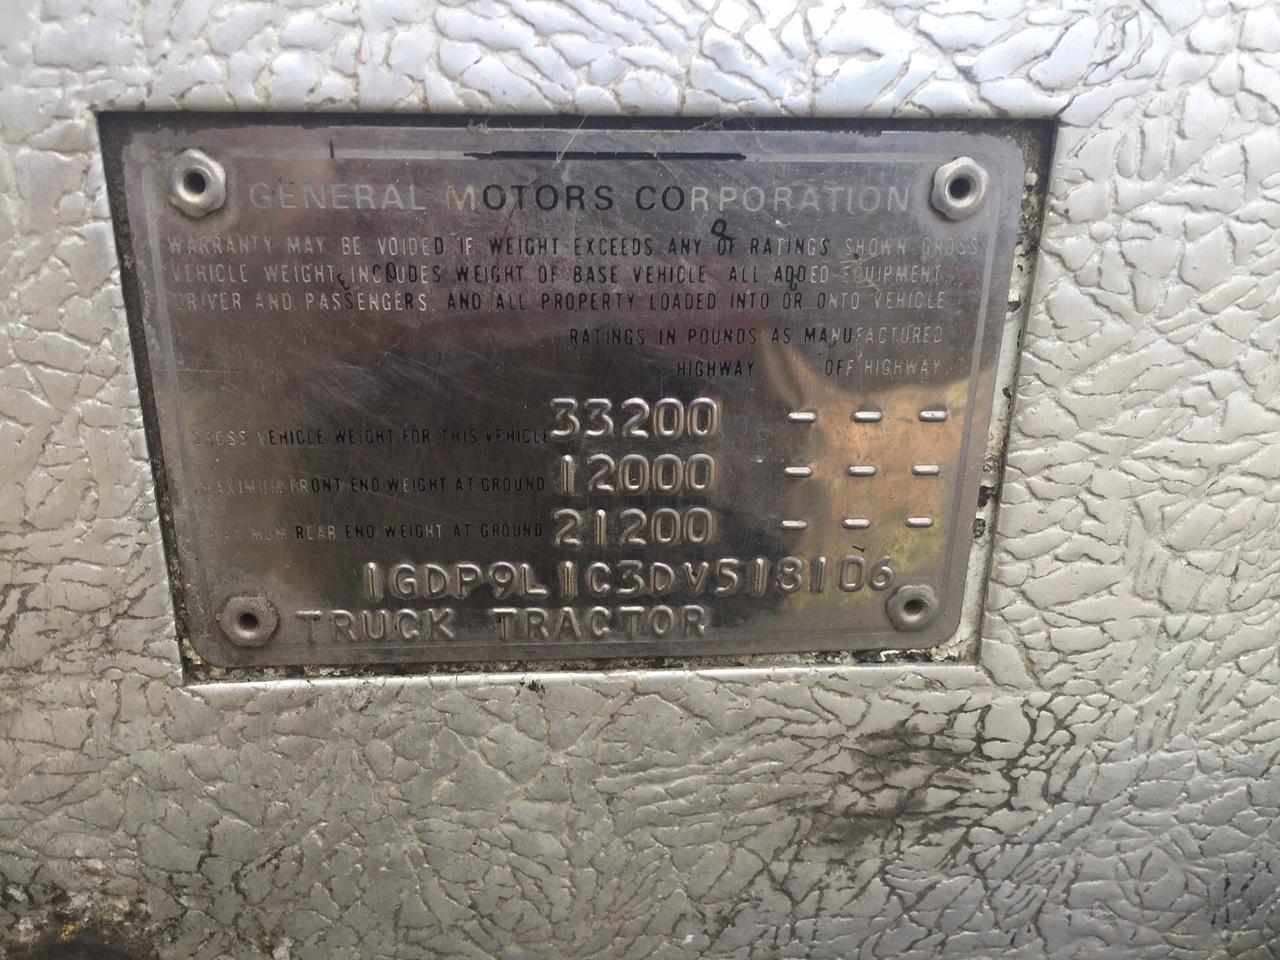 GENERAL MOTORS CORPORATION
WARRANTY MAY BE VOIDED IF WEIGHT EXCEEDS ANY OF RATINGS SHOWN GROSS
VEHICLE WEIGHT INCLUDES WEIGHT OF BASE VEHICLE, ALL ADDED EQUIPMENT,
DRIVER AND PASSENGERS, AND ALL PROPERTY LOADED INTO OR ONTO VEHICLE
RATINGS IN POUNDS AS MANUFACTURED
HIGHWAY OFF HIGHWAY
GROSS VEHICLE WEIGHT FOR THIS VEHICLE 33200 - - -
MAXIMUM FRONT END WEIGHT AT GROUND 12000 - - -
MAXIMUM REAR END WEIGHT AT GROUND 21200 - - -
1GDP9L1C3DV518106
TRUCK TRACTOR